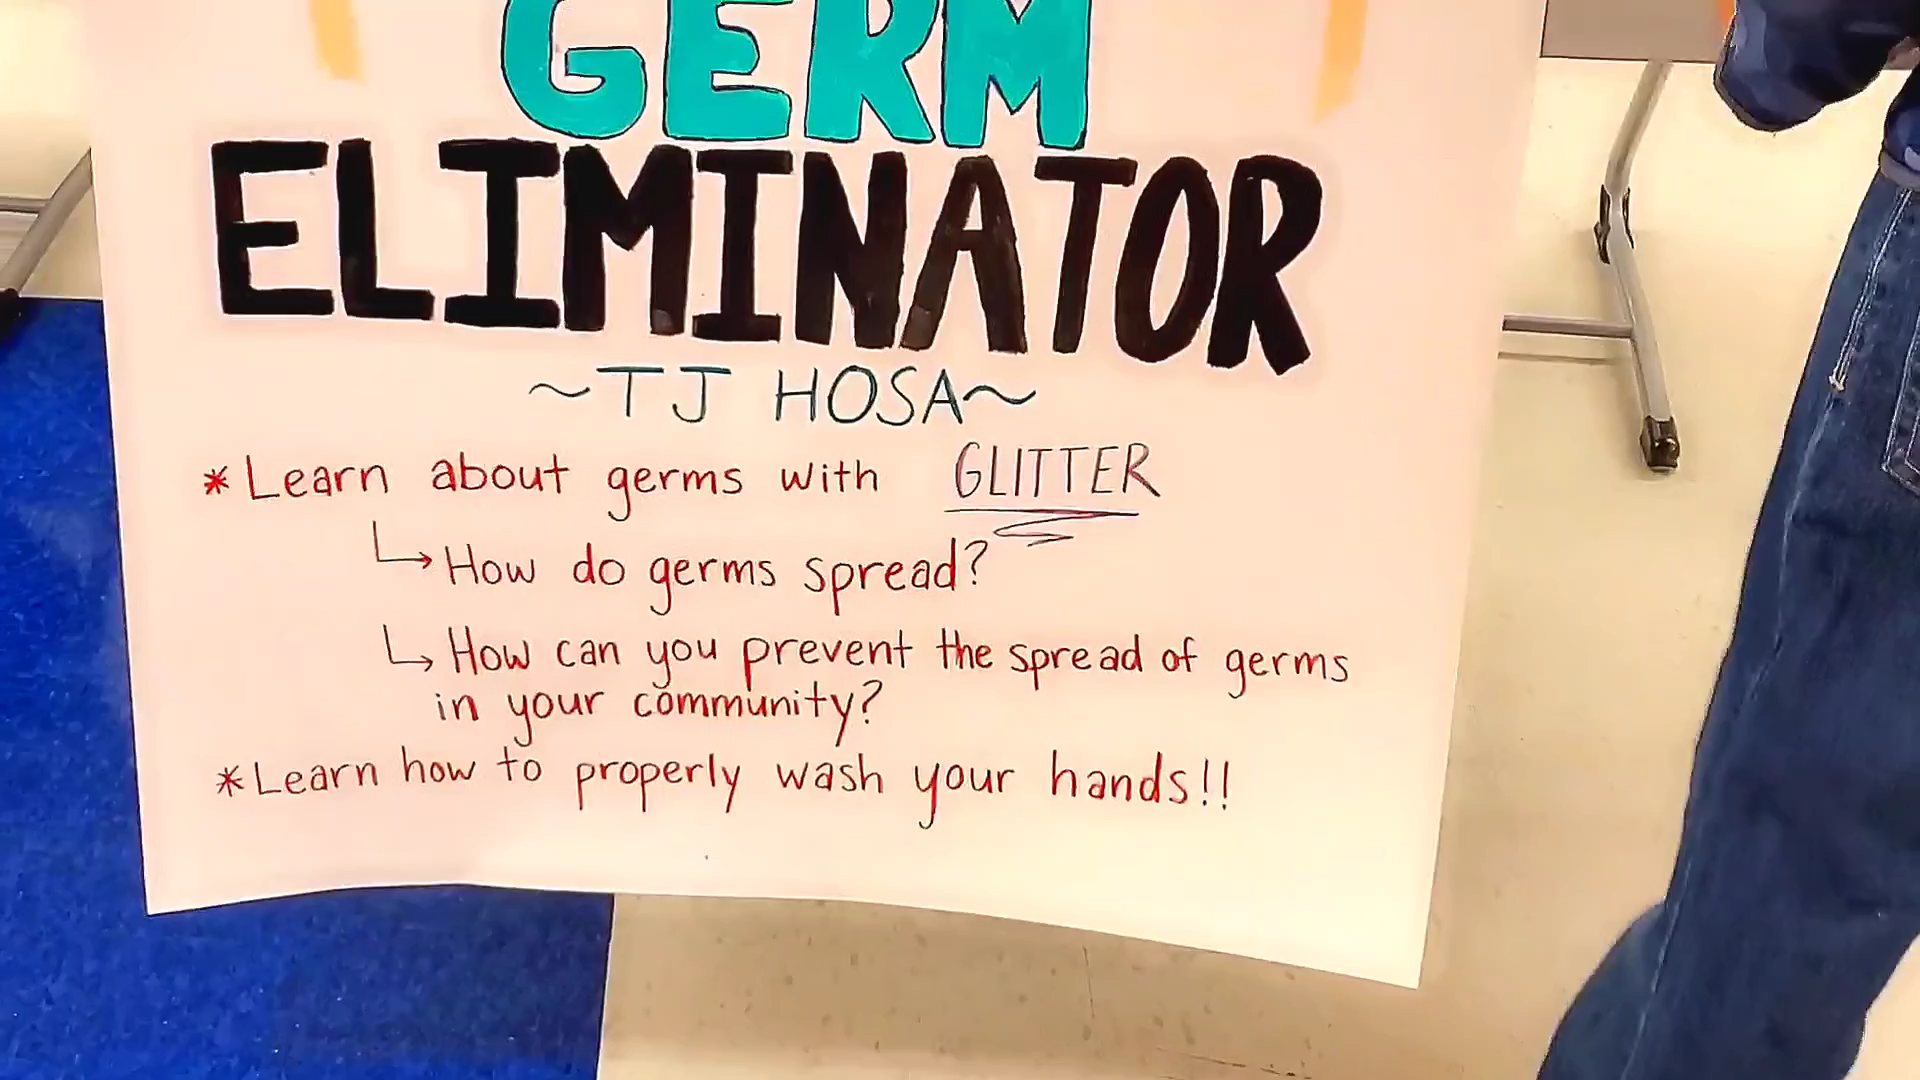 GERM
ELIMINATOR
~TJ HOSA~
*Learn about germs with GLITTER
↳How do germs spread?
↳How can you prevent the spread of germs
in your community?
*Learn how to properly wash your hands!!